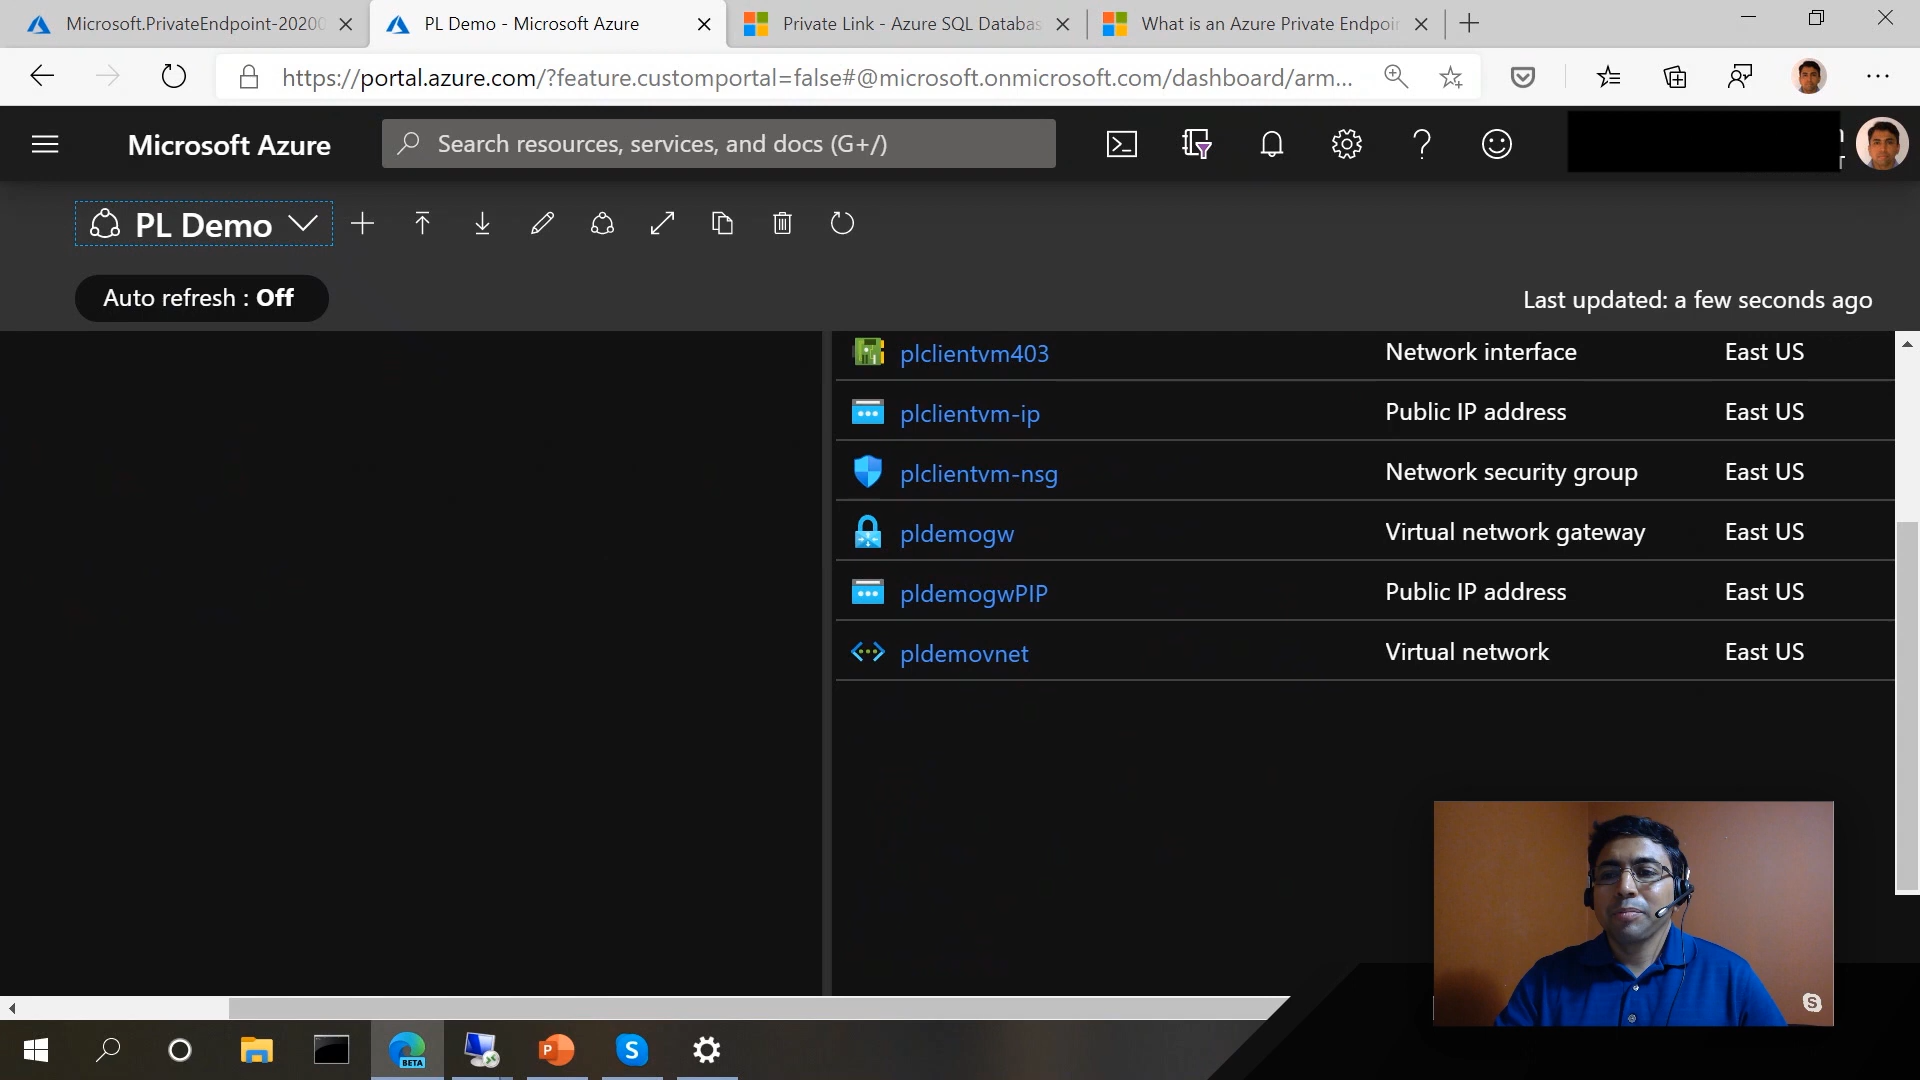 Microsoft.PrivateEndpoint-2020
PL Demo - Microsoft Azure
Private Link - Azure SQL Databas
What is an Azure Private Endpoi
https://portal.azure.com/?feature.customportal=false#@microsoft.onmicrosoft.com/dashboard/arm...
Microsoft Azure
Search resources, services, and docs (G+/)
PL Demo
Auto refresh : Off
Last updated: a few seconds ago
plclientvm403 Network interface East US
plclientvm-ip Public IP address East US
plclientvm-nsg Network security group East US
pldemogw Virtual network gateway East US
pldemogwPIP Public IP address East US
pldemovnet Virtual network East US
BETA